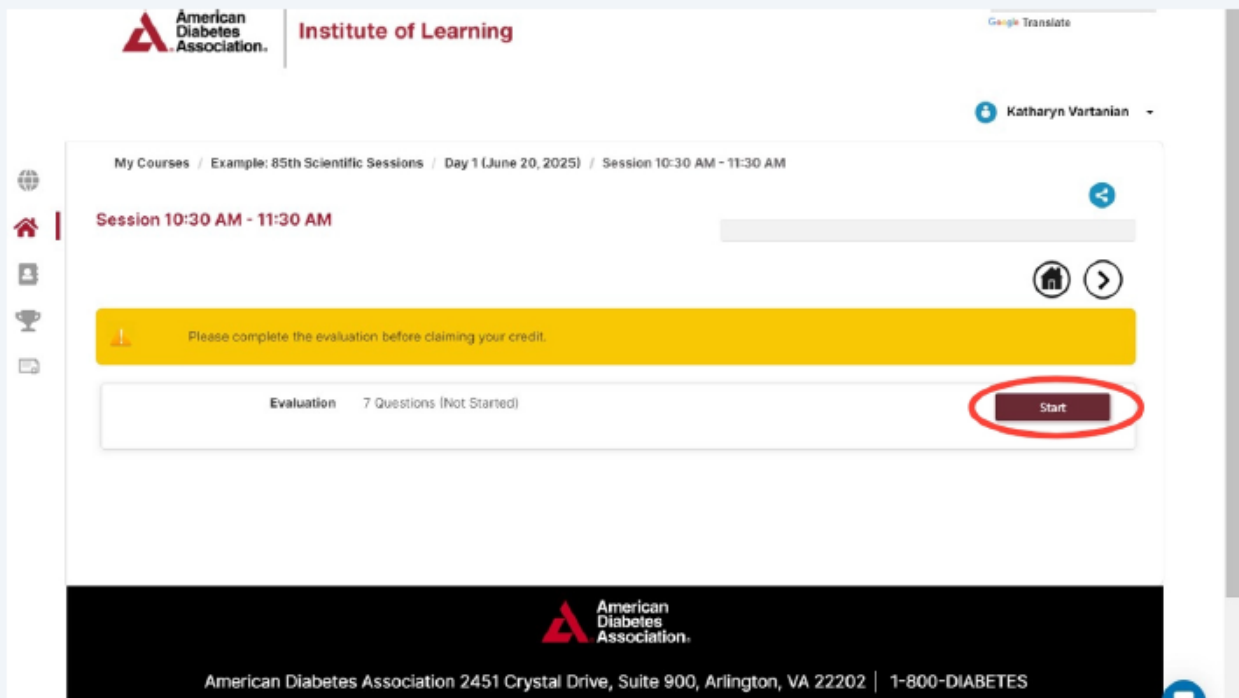 American
Diabetes
Association.
Institute of Learning
Google Translate
Katharyn Vartanian
My Courses / Example: 85th Scientific Sessions / Day 1 (June 20, 2025) / Session 10:30 AM - 11:30 AM
Session 10:30 AM - 11:30 AM
Please complete the evaluation before claiming your credit.
Evaluation 7 Questions (Not Started) Start
American
Diabetes
Association.
American Diabetes Association 2451 Crystal Drive, Suite 900, Arlington, VA 22202 | 1-800-DIABETES